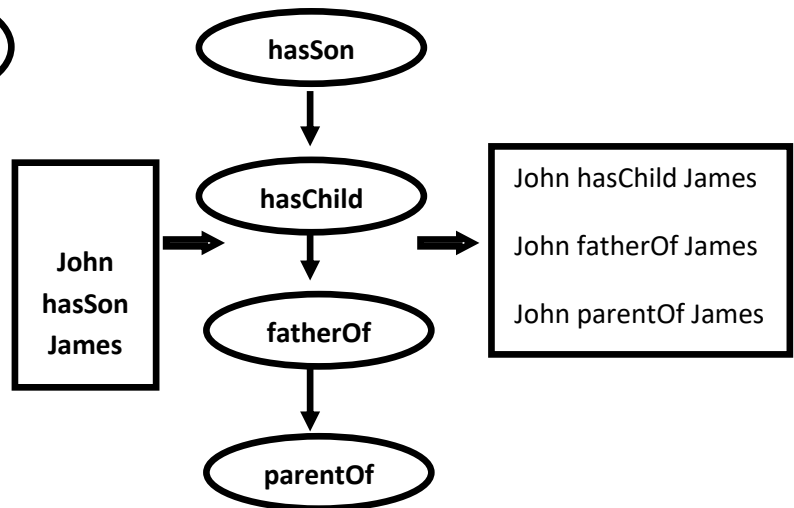 hasSon
hasChild
fatherOf
parentOf
John
hasSon
James
John hasChild James
John fatherOf James
John parentOf James